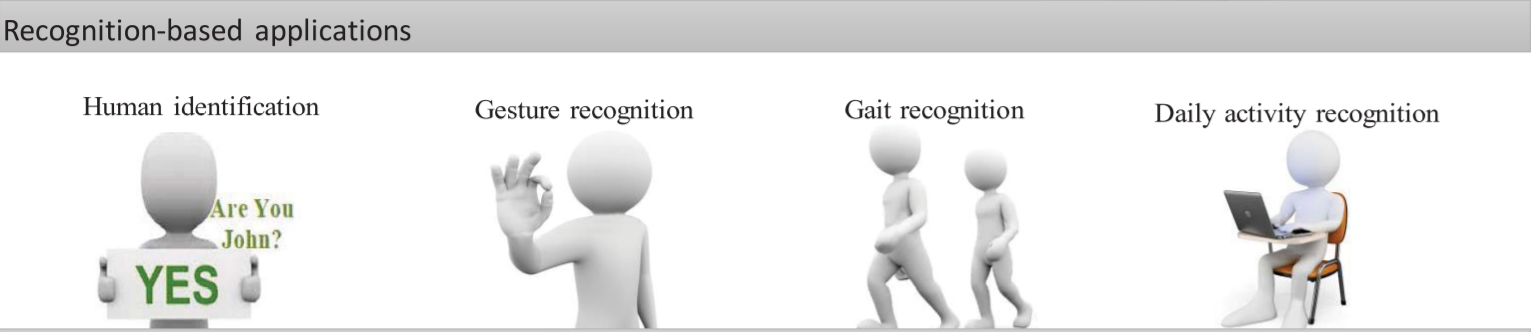 Recognition-based applications
Human identification
Gesture recognition
Gait recognition
Daily activity recognition
Are You
John?
YES